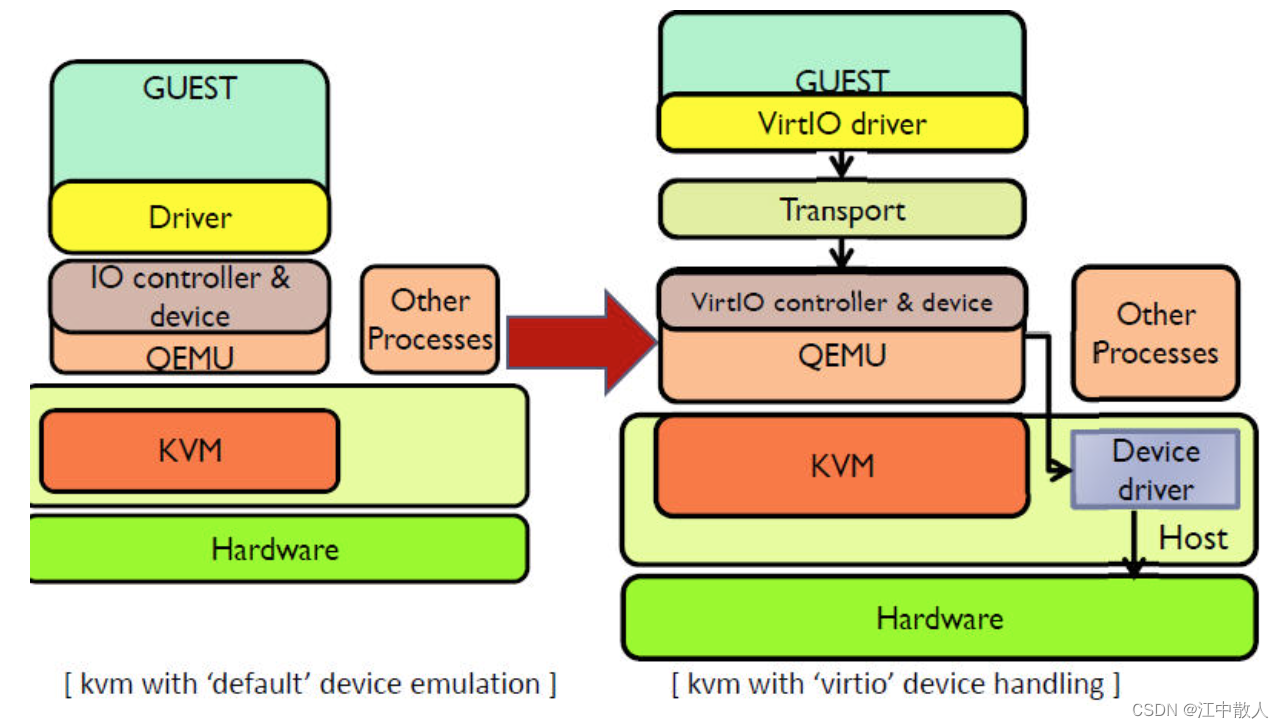 GUEST
Driver
IO controller &
device
QEMU
Other
Processes
KVM
Hardware
[ kvm with ‘default’ device emulation ]
GUEST
VirtIO driver
Transport
VirtIO controller & device
QEMU
Other
Processes
KVM
Device
driver
Host
Hardware
[ kvm with ‘virtio’ device handling ]
CSDN @江中散人